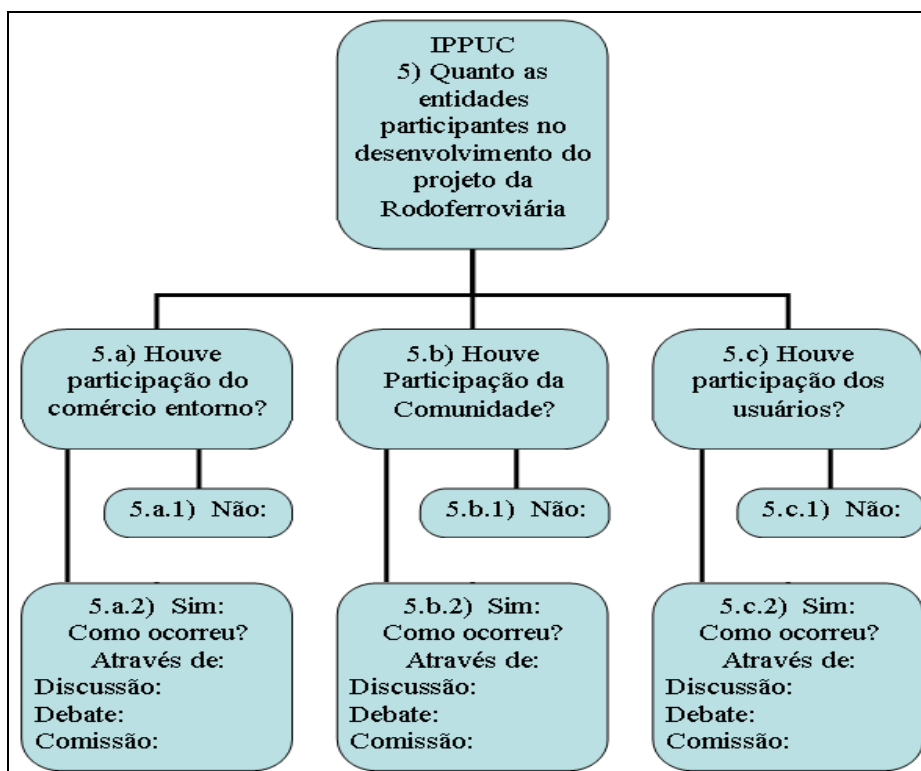 IPPUC
5) Quanto as
entidades
participantes no
desenvolvimento do
projeto da
Rodoferroviária
5.a) Houve
participação do
comércio entorno?
5.b) Houve
Participação da
Comunidade?
5.c) Houve
participação dos
usuários?
5.a.1) Não:
5.b.1) Não:
5.c.1) Não:
5.a.2) Sim:
Como ocorreu?
Através de:
Discussão:
Debate:
Comissão:
5.b.2) Sim:
Como ocorreu?
Através de:
Discussão:
Debate:
Comissão:
5.c.2) Sim:
Como ocorreu?
Através de:
Discussão:
Debate:
Comissão: